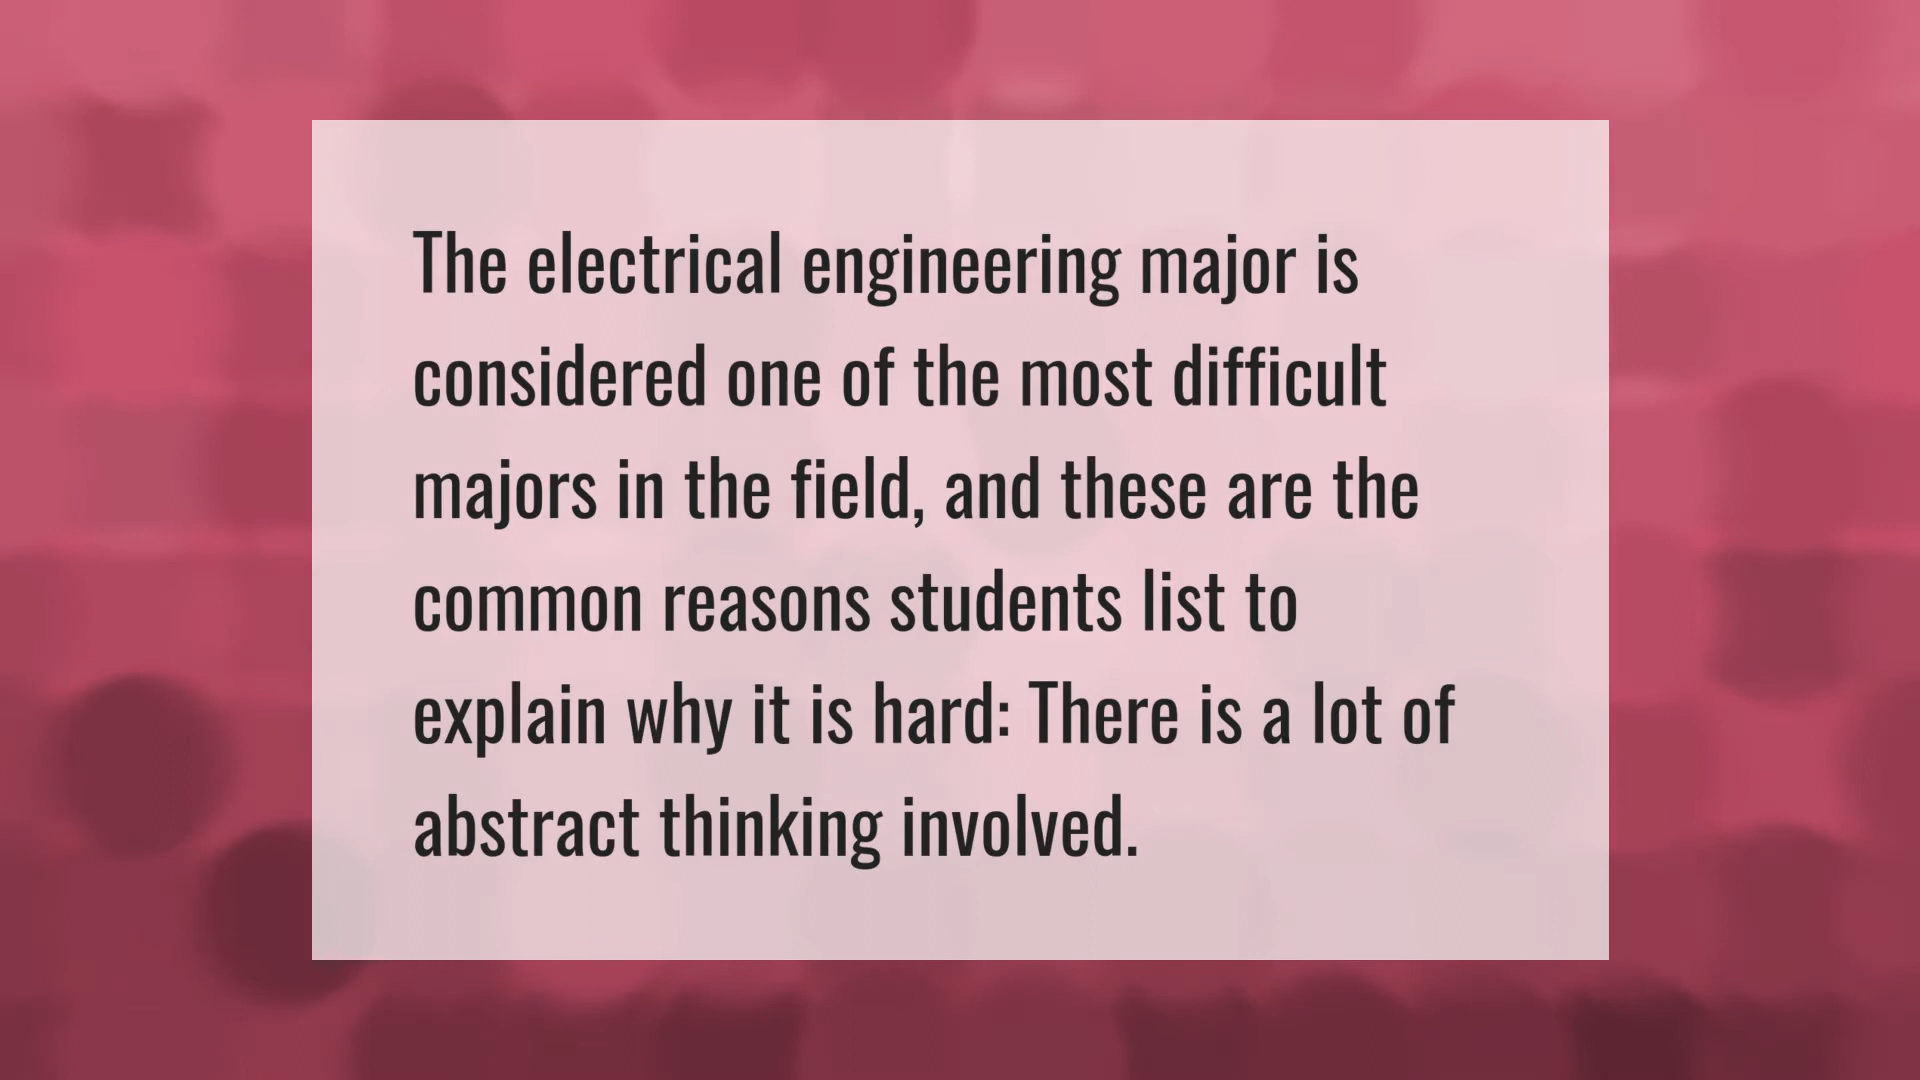 The electrical engineering major is
considered one of the most difficult
majors in the field, and these are the
common reasons students list to
explain why it is hard: There is a lot of
abstract thinking involved.